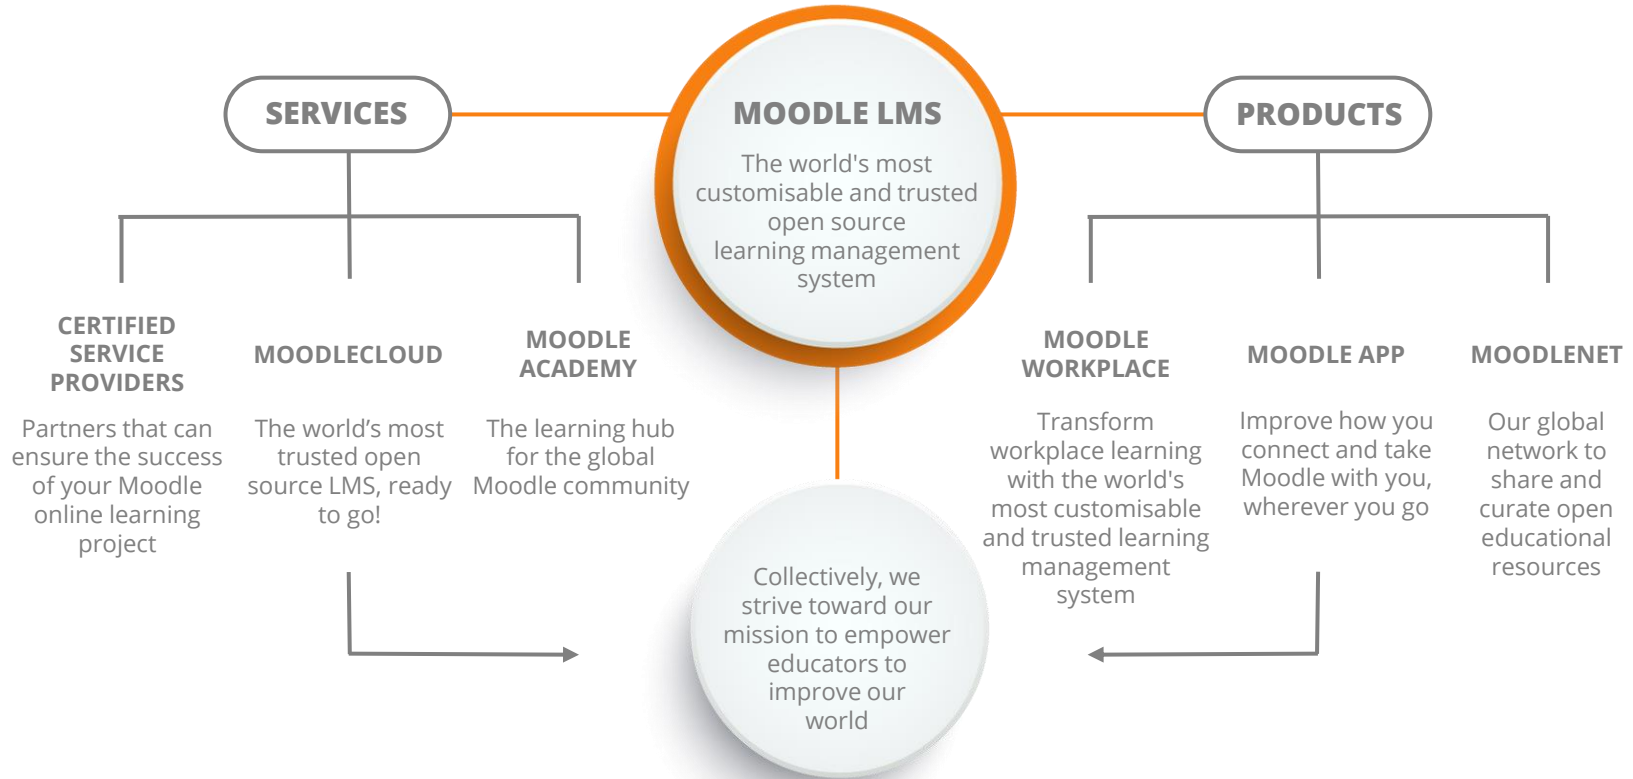 SERVICES
MOODLE LMS
The world's most
customisable and trusted
open source
learning management
system
PRODUCTS
CERTIFIED
SERVICE
PROVIDERS
Partners that can
ensure the success
of your Moodle
online learning
project
MOODLECLOUD
The world’s most
trusted open
source LMS, ready
to go!
MOODLE
ACADEMY
The learning hub
for the global
Moodle community
MOODLE
WORKPLACE
Transform
workplace learning
with the world's
most customisable
and trusted learning
management
system
MOODLE APP
Improve how you
connect and take
Moodle with you,
wherever you go
MOODLENET
Our global
network to
share and
curate open
educational
resources
Collectively, we
strive toward our
mission to empower
educators to
improve our
world